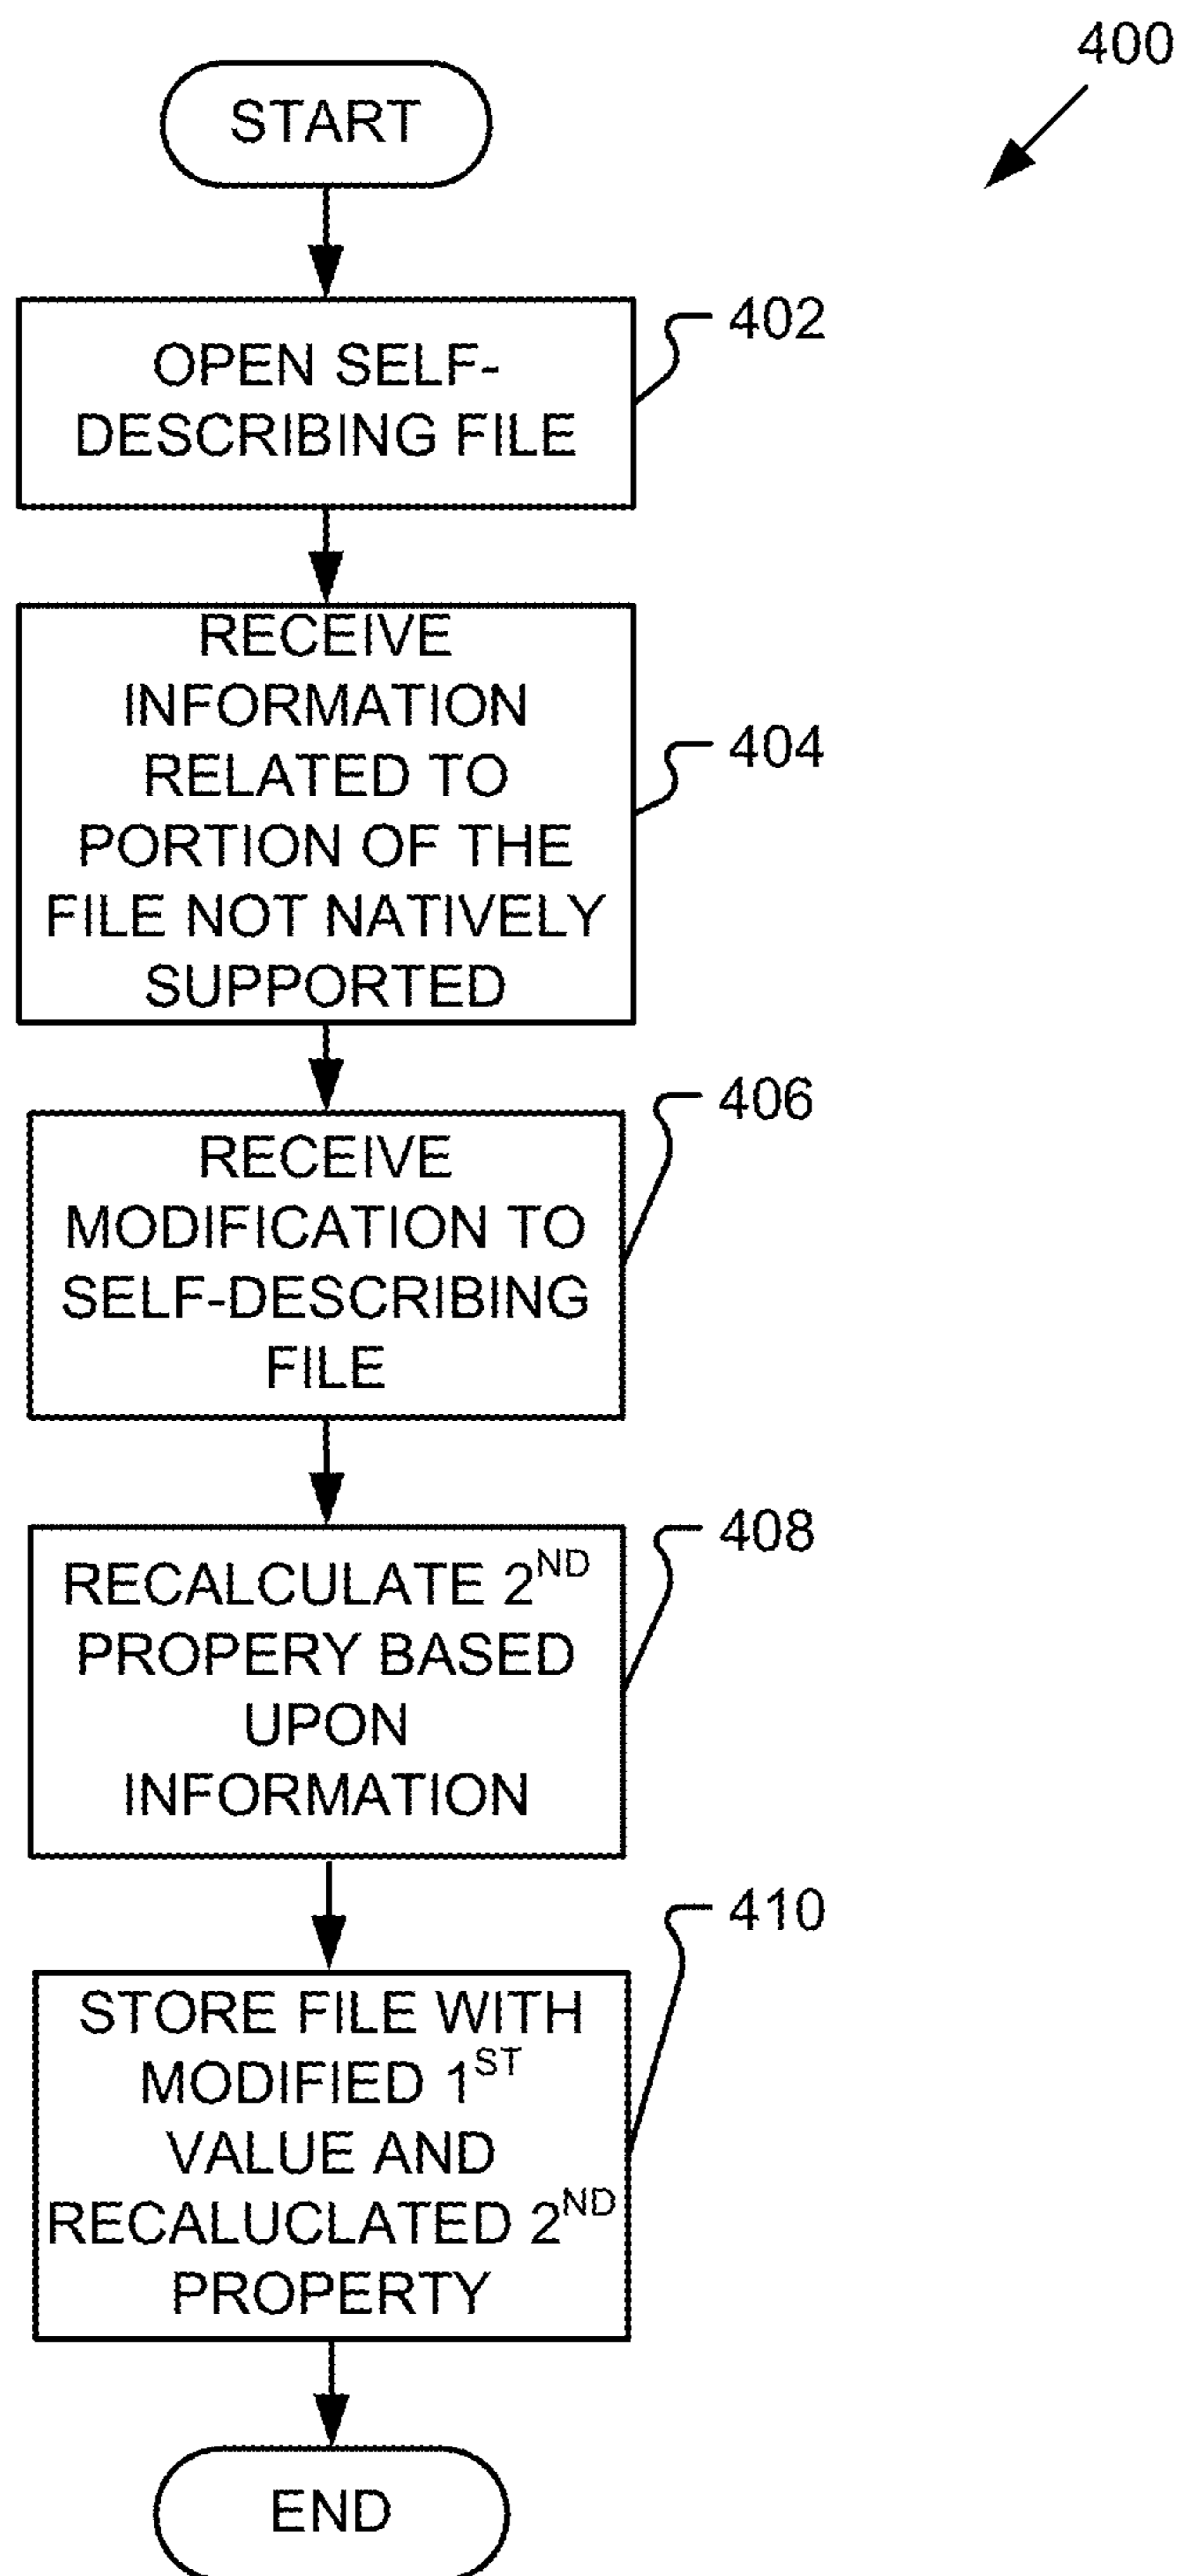 400
START
402
OPEN SELF-
DESCRIBING FILE
404
RECEIVE
INFORMATION
RELATED TO
PORTION OF THE
FILE NOT NATIVELY
SUPPORTED
406
RECEIVE
MODIFICATION TO
SELF-DESCRIBING
FILE
408
RECALCULATE 2ND
PROPERY BASED
UPON
INFORMATION
410
STORE FILE WITH
MODIFIED 1ST
VALUE AND
RECALUCLATED 2ND
PROPERTY
END